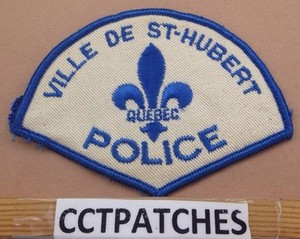 VILLE DE ST-HUBERT
QUEBEC
POLICE
CCTPATCHES